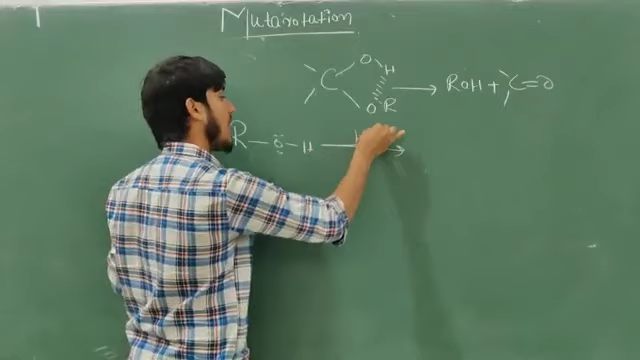 Mutarotation
C O H O R → ROH + C=O
R–Ö–H →